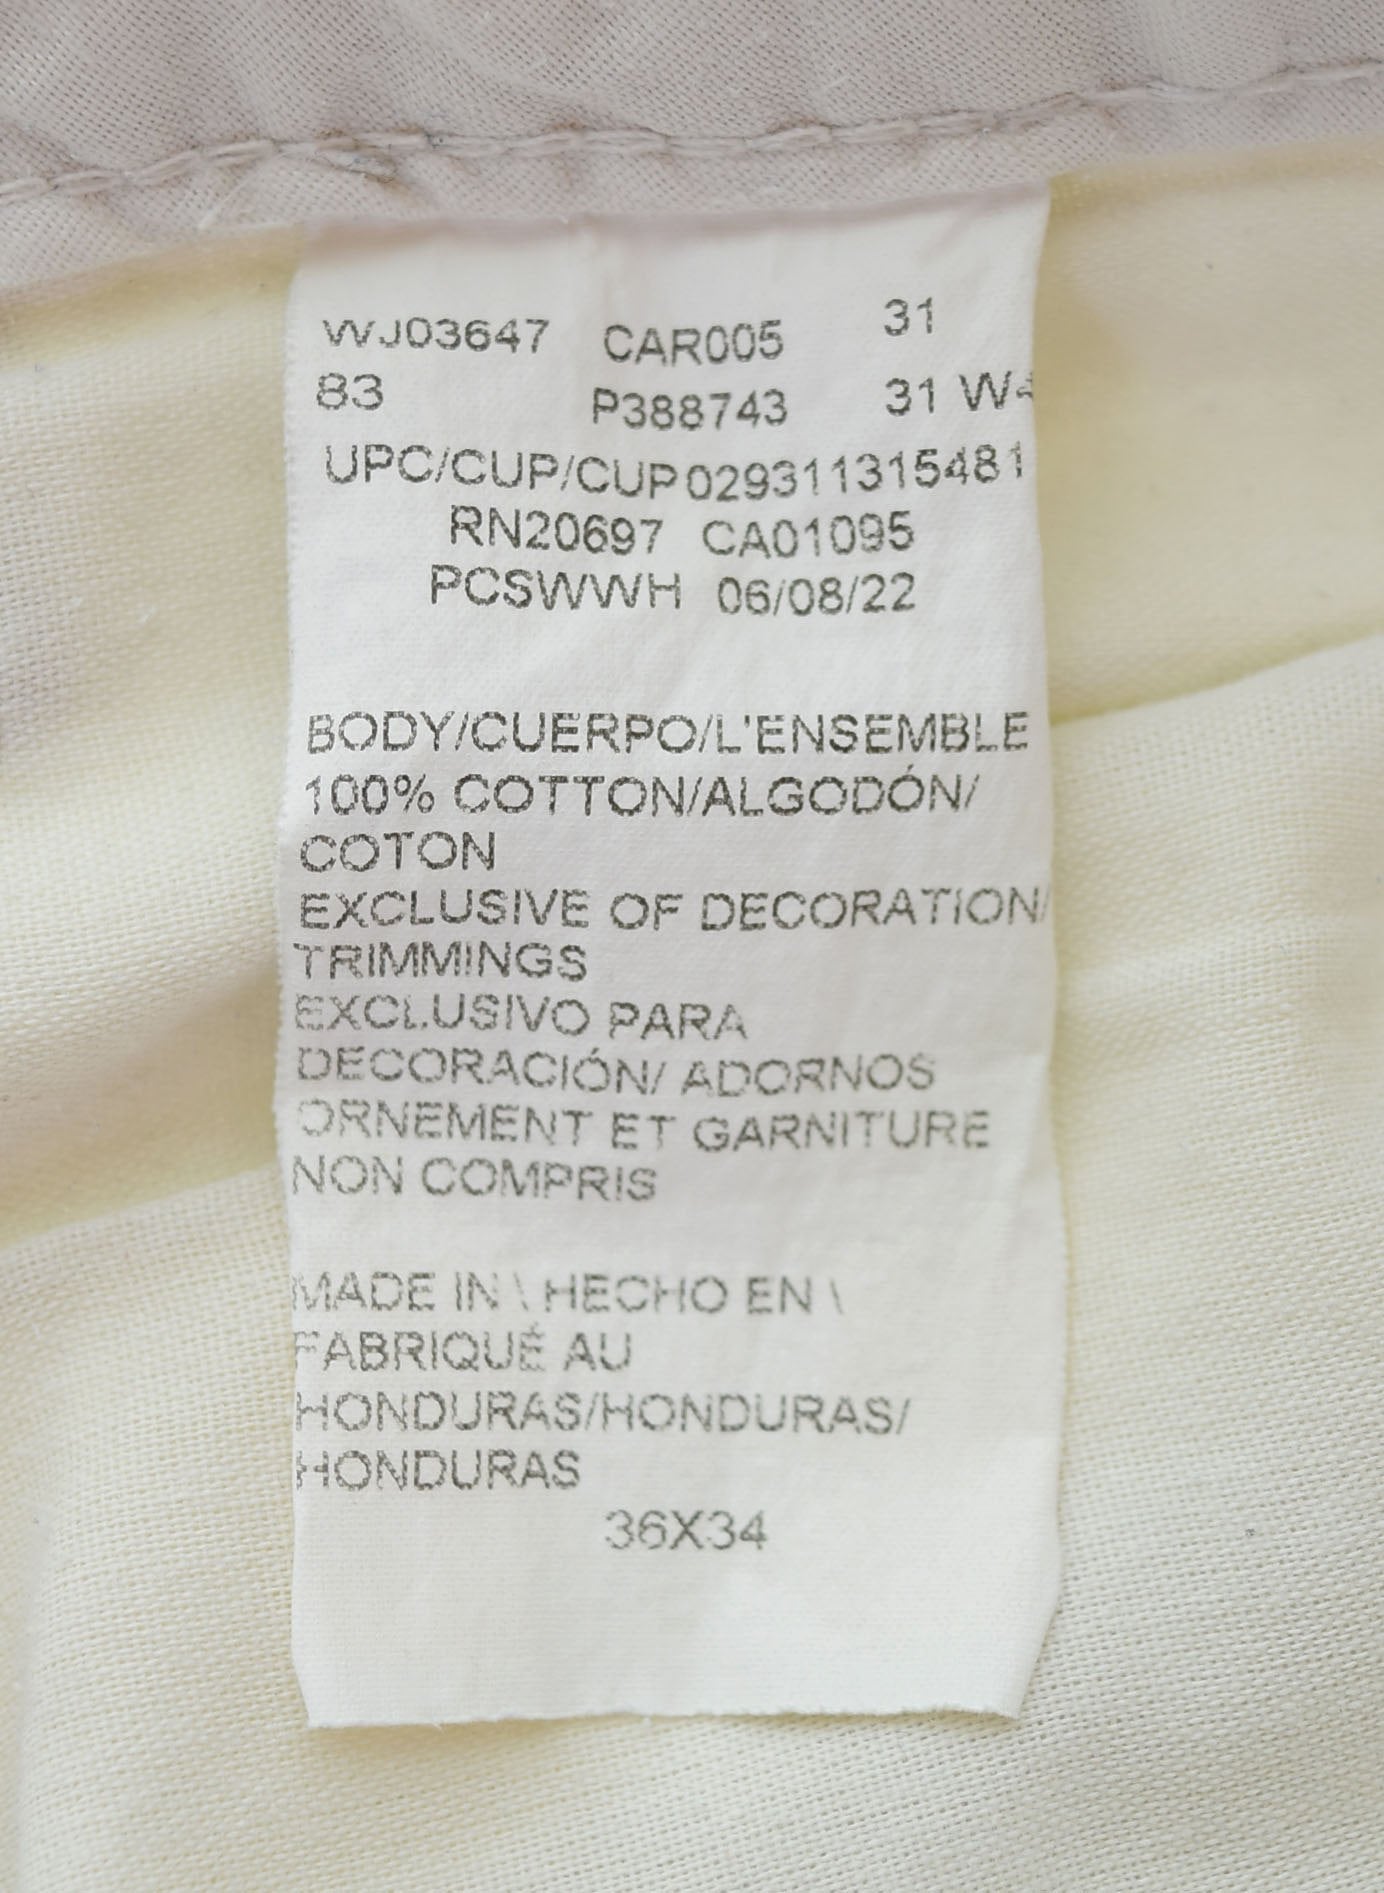 WJ03647 CAR005 31
83 P388743 31 W
UPC/CUP/CUP 029311315481
RN20697 CA01095
PCSWWH 06/08/22
BODY/CUERPO/L'ENSEMBLE
100% COTTON/ALGODÓN/
COTON
EXCLUSIVE OF DECORATION/
TRIMMINGS
EXCLUSIVO PARA
DECORACIÓN/ ADORNOS
ORNEMENT ET GARNITURE
NON COMPRIS
MADE IN \ HECHO EN \
FABRIQUÉ AU
HONDURAS/HONDURAS/
HONDURAS
36X34